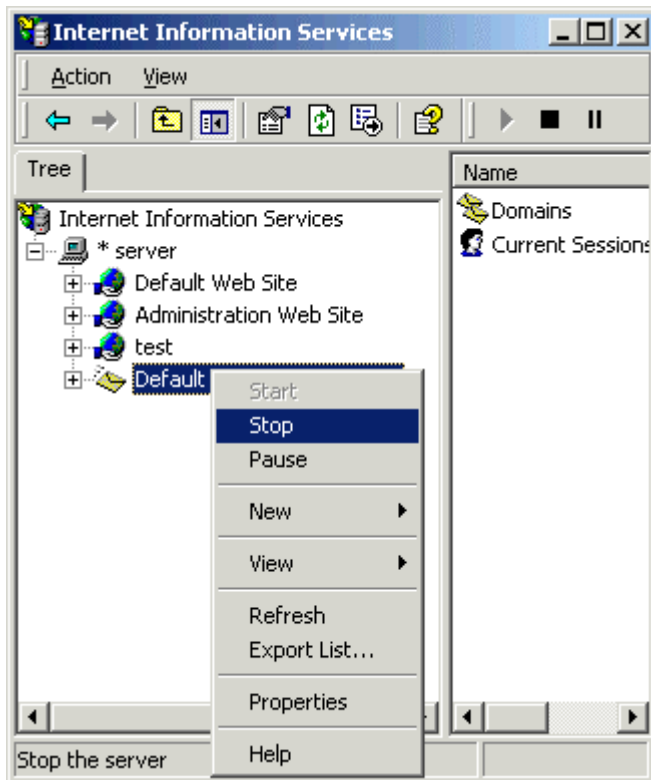 Internet Information Services
Action View
Tree
Name
Internet Information Services
* server
Default Web Site
Administration Web Site
test
Default
Domains
Current Sessions
Start
Stop
Pause
New
View
Refresh
Export List...
Properties
Help
Stop the server